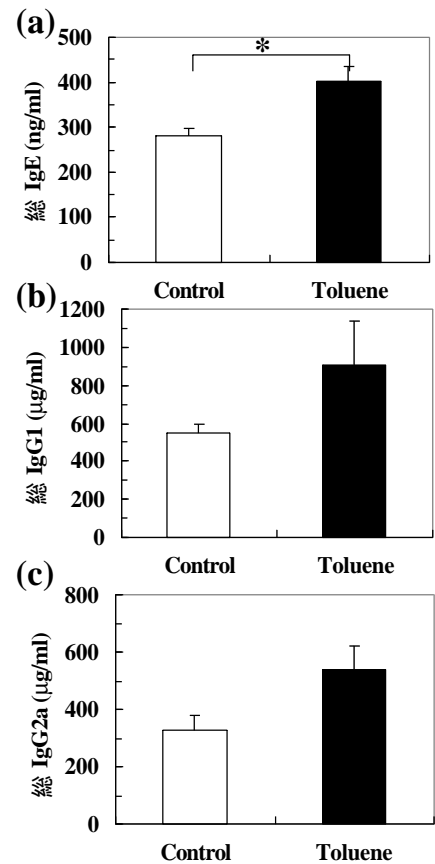 (a)
500
400
300
200
100
0
総 IgE (ng/ml)
*
Control Toluene
(b)
1200
1000
800
600
400
200
0
総 IgG1 (μg/ml)
Control Toluene
(c)
800
600
400
200
0
総 IgG2a (μg/ml)
Control Toluene